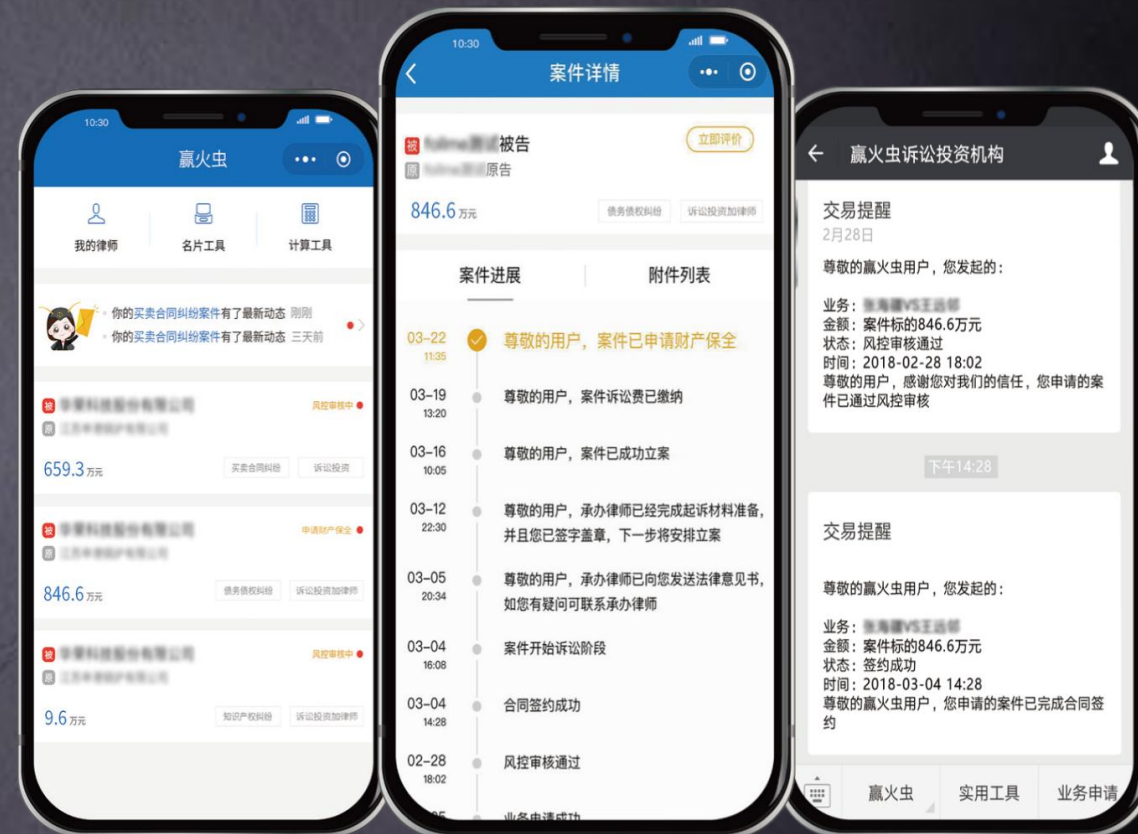 10:30
赢火虫
我的律师
名片工具
计算工具
你的买卖合同纠纷案件有了最新动态 刚刚
你的买卖合同纠纷案件有了最新动态 三天前
被
风控审核中
原
659.3万元
买卖合同纠纷
诉讼投资
被
申请财产保全
原
846.6万元
债务债权纠纷
诉讼投资加律师
被
风控审核中
原
9.6万元
知识产权纠纷
诉讼投资加律师
10:30
案件详情
被 被告
立即评价
原 原告
846.6万元
债务债权纠纷
诉讼投资加律师
案件进展
附件列表
03-22
11:35
尊敬的用户，案件已申请财产保全
03-19
13:20
尊敬的用户，案件诉讼费已缴纳
03-16
10:05
尊敬的用户，案件已成功立案
03-12
22:30
尊敬的用户，承办律师已经完成起诉材料准备，
并且您已签字盖章，下一步将安排立案
03-05
20:34
尊敬的用户，承办律师已向您发送法律意见书，
如您有疑问可联系承办律师
03-04
16:08
案件开始诉讼阶段
03-04
14:28
合同签约成功
02-28
18:02
风控审核通过
业务申请成功
赢火虫诉讼投资机构
交易提醒
2月28日
尊敬的赢火虫用户，您发起的：
业务：
金额：案件标的846.6万元
状态：风控审核通过
时间：2018-02-28 18:02
尊敬的用户，感谢您对我们的信任，您申请的案
件已通过风控审核
下午14:28
交易提醒
尊敬的赢火虫用户，您发起的：
业务：
金额：案件标的846.6万元
状态：签约成功
时间：2018-03-04 14:28
尊敬的赢火虫用户，您申请的案件已完成合同签
约
赢火虫
实用工具
业务申请